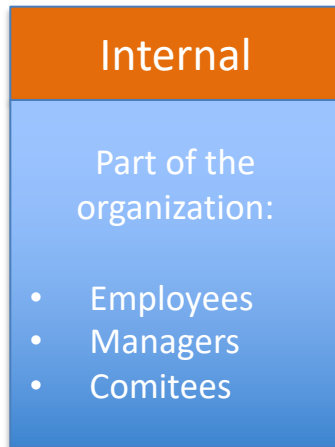 Internal
Part of the
organization:
• Employees
• Managers
• Comitees